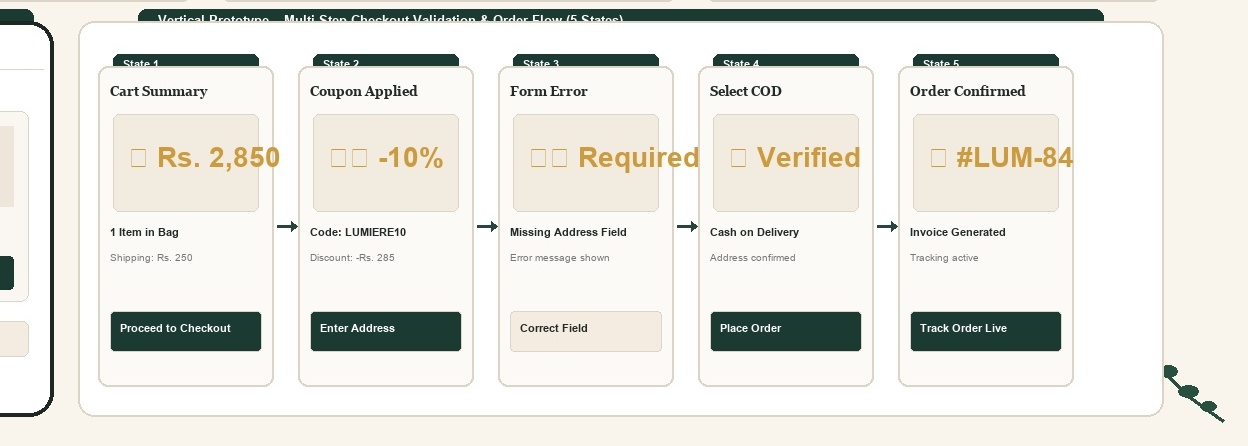 Vertical Prototype – Multi-Step Checkout Validation & Order Flow (5 States)
State 1
Cart Summary
Rs. 2,850
1 Item in Bag
Shipping: Rs. 250
Proceed to Checkout
State 2
Coupon Applied
-10%
Code: LUMIERE10
Discount: -Rs. 285
Enter Address
State 3
Form Error
Required
Missing Address Field
Error message shown
Correct Field
State 4
Select COD
Verified
Cash on Delivery
Address confirmed
Place Order
State 5
Order Confirmed
#LUM-84
Invoice Generated
Tracking active
Track Order Live